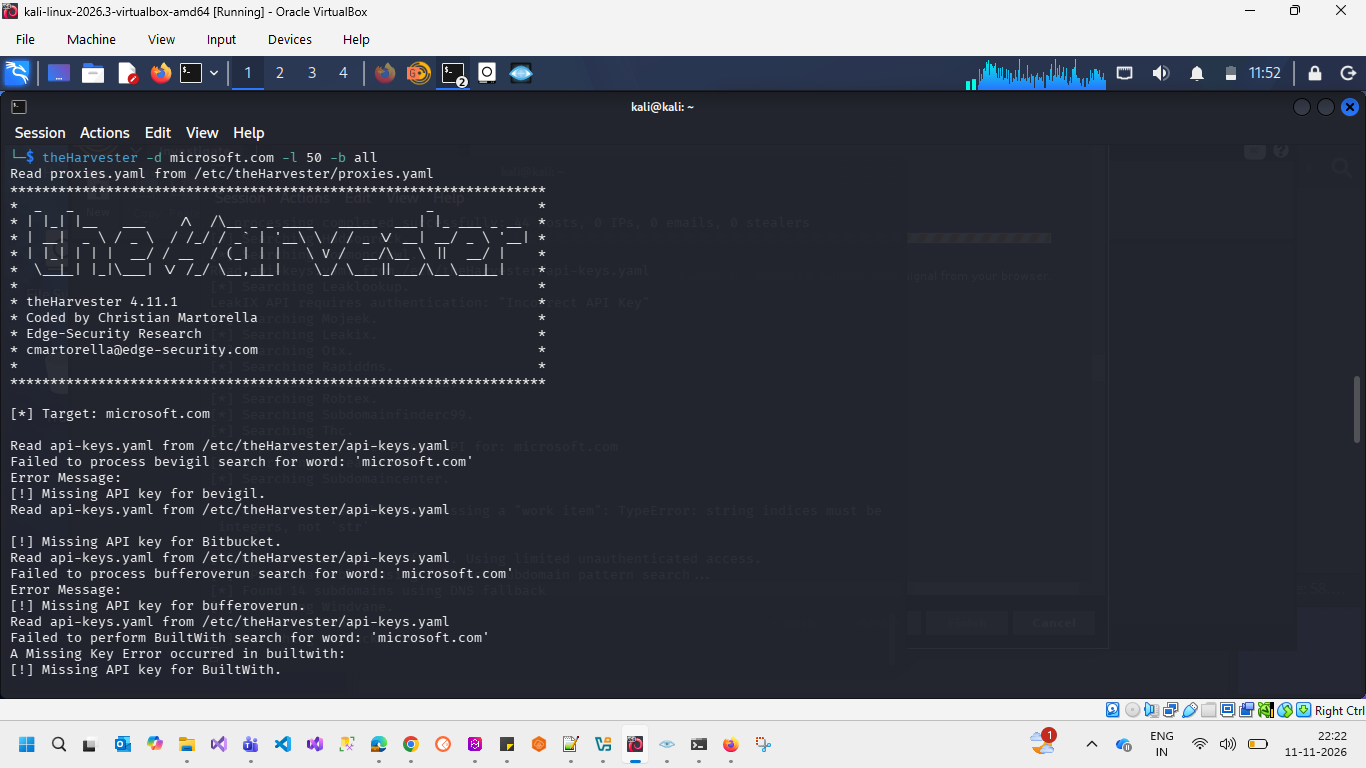 kali-linux-2026.3-virtualbox-amd64 [Running] - Oracle VirtualBox
File Machine View Input Devices Help
1 2 3 4 2 11:52
kali@kali: ~
Session Actions Edit View Help
└─$ theHarvester -d microsoft.com -l 50 -b all
Read proxies.yaml from /etc/theHarvester/proxies.yaml
*******************************************************************
* theHarvester 4.11.1 *
* Coded by Christian Martorella *
* Edge-Security Research *
* cmartorella@edge-security.com *
* *
*******************************************************************
[*] Target: microsoft.com
Read api-keys.yaml from /etc/theHarvester/api-keys.yaml
Failed to process bevigil search for word: 'microsoft.com'
Error Message:
[!] Missing API key for bevigil.
Read api-keys.yaml from /etc/theHarvester/api-keys.yaml
[!] Missing API key for Bitbucket.
Read api-keys.yaml from /etc/theHarvester/api-keys.yaml
Failed to process bufferoverun search for word: 'microsoft.com'
Error Message:
[!] Missing API key for bufferoverun.
Read api-keys.yaml from /etc/theHarvester/api-keys.yaml
Failed to perform BuiltWith search for word: 'microsoft.com'
A Missing Key Error occurred in builtwith:
[!] Missing API key for BuiltWith.
Right Ctrl
1 ENG IN 22:22 11-11-2026